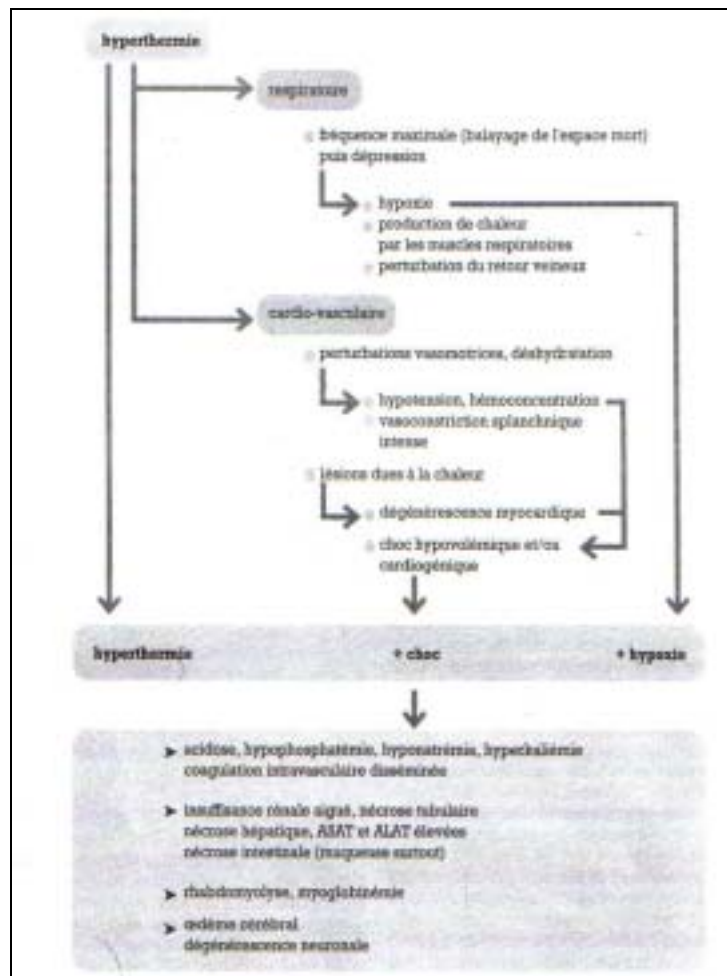 hyperthermie
respiratoire
fréquence maximale (balayage de l'espace mort)
puis dépression
hypoxie
production de chaleur
par les muscles respiratoires
perturbation du retour veineux
cardio-vasculaire
perturbations vasomotrices, déshydratation
hypotension, hémoconcentration
vasoconstriction splanchnique
intense
lésions dues à la chaleur
dégénérescence myocardique
choc hypovolémique et/ou
cardiogénique
hyperthermie + choc + hypoxie
acidose, hypophosphatémie, hyponatrémie, hyperkaliémie
coagulation intravasculaire disséminée
insuffisance rénale aiguë, nécrose tubulaire
nécrose hépatique, ASAT et ALAT élevées
nécrose intestinale (muqueuse surtout)
rhabdomyolyse, myoglobinémie
œdème cérébral
dégénérescence neuronale